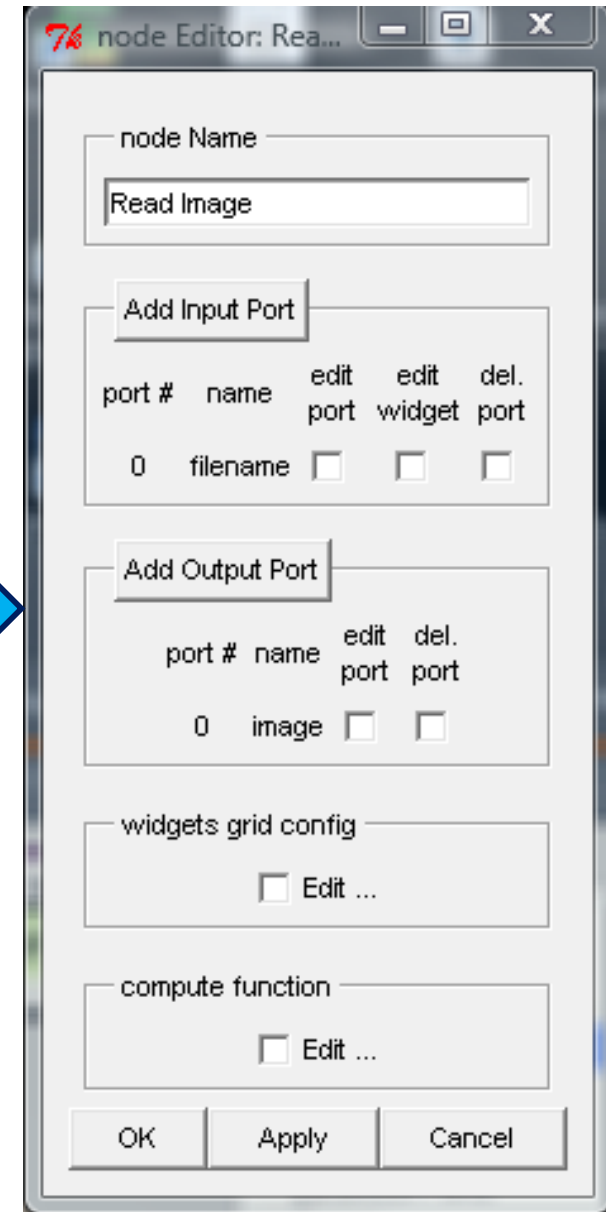 node Editor: Rea...
node Name
Read Image
Add Input Port
port # name edit port edit widget del. port
0 filename
Add Output Port
port # name edit port del. port
0 image
widgets grid config
Edit ...
compute function
Edit ...
OK Apply Cancel